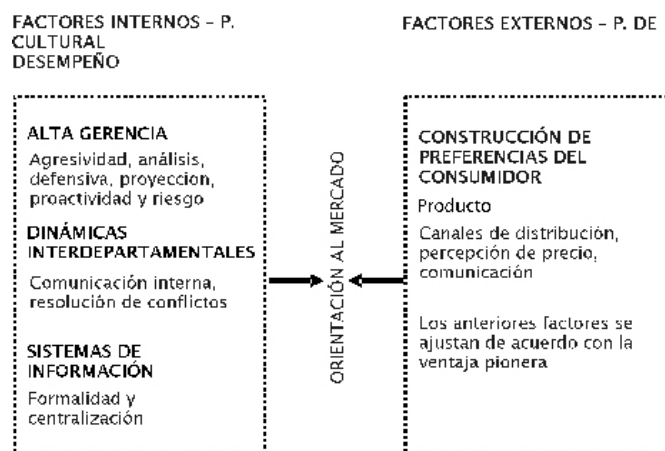 FACTORES INTERNOS – P.
CULTURAL
DESEMPEÑO
FACTORES EXTERNOS – P. DE
ALTA GERENCIA
Agresividad, análisis,
defensiva, proyeccion,
proactividad y riesgo
DINÁMICAS
INTERDEPARTAMENTALES
Comunicación interna,
resolución de conflictos
SISTEMAS DE
INFORMACIÓN
Formalidad y
centralización
ORIENTACIÓN AL MERCADO
CONSTRUCCIÓN DE
PREFERENCIAS DEL
CONSUMIDOR
Producto
Canales de distribución,
percepción de precio,
comunicación
Los anteriores factores se
ajustan de acuerdo con la
ventaja pionera